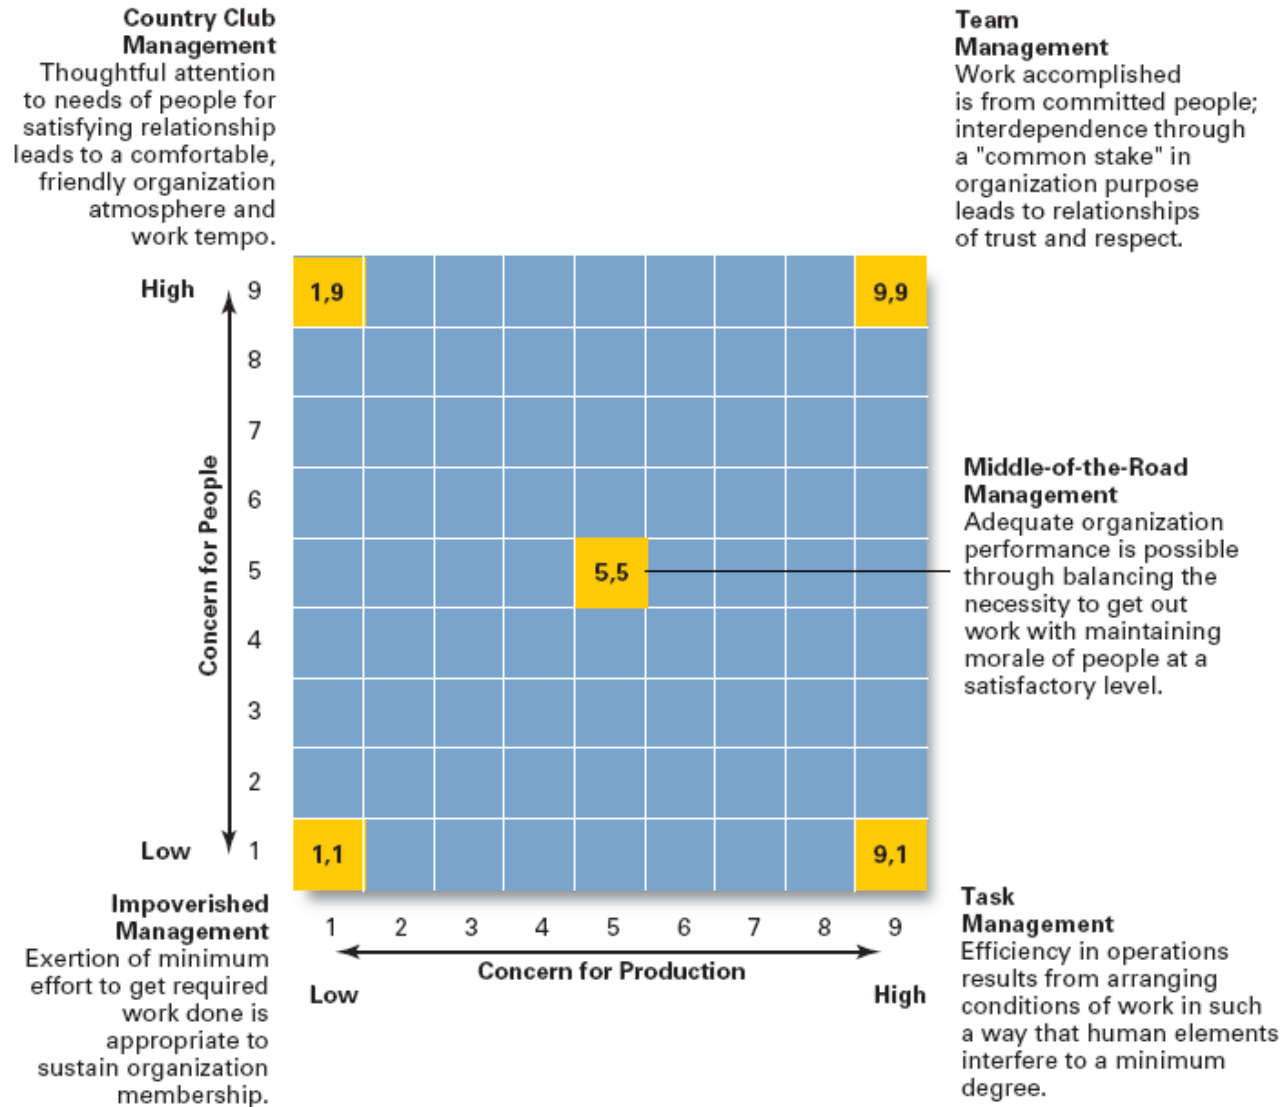 Country Club
Management
Thoughtful attention
to needs of people for
satisfying relationship
leads to a comfortable,
friendly organization
atmosphere and
work tempo.
Team
Management
Work accomplished
is from committed people;
interdependence through
a "common stake" in
organization purpose
leads to relationships
of trust and respect.
High
9
1,9
9,9
8
7
6
Concern for People
5
5,5
Middle-of-the-Road
Management
Adequate organization
performance is possible
through balancing the
necessity to get out
work with maintaining
morale of people at a
satisfactory level.
4
3
2
Low
1
1,1
9,1
Impoverished
Management
Exertion of minimum
effort to get required
work done is
appropriate to
sustain organization
membership.
1 2 3 4 5 6 7 8 9
Concern for Production
Low
High
Task
Management
Efficiency in operations
results from arranging
conditions of work in such
a way that human elements
interfere to a minimum
degree.